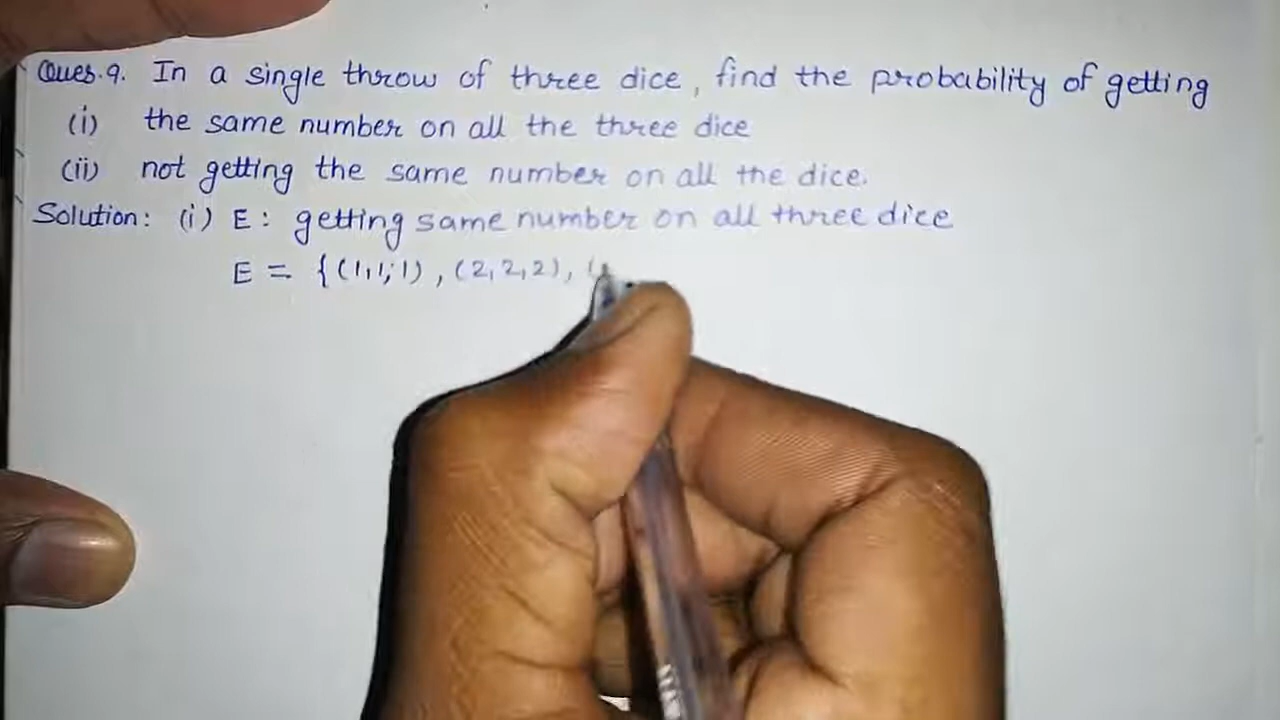 Ques.9. In a single throw of three dice, find the probability of getting
(i) the same number on all the three dice
(ii) not getting the same number on all the dice.
Solution: (i) E: getting same number on all three dice
E = {(1,1,1), (2,2,2), (